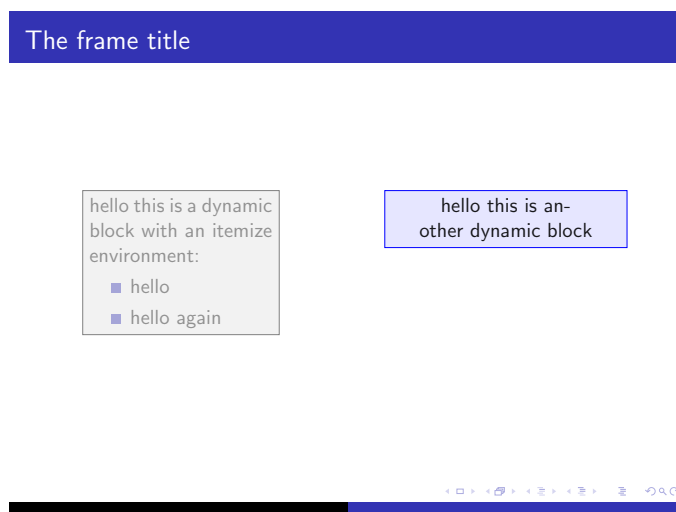 The frame title
hello this is a dynamic
block with an itemize
environment:
hello
hello again
hello this is an-
other dynamic block